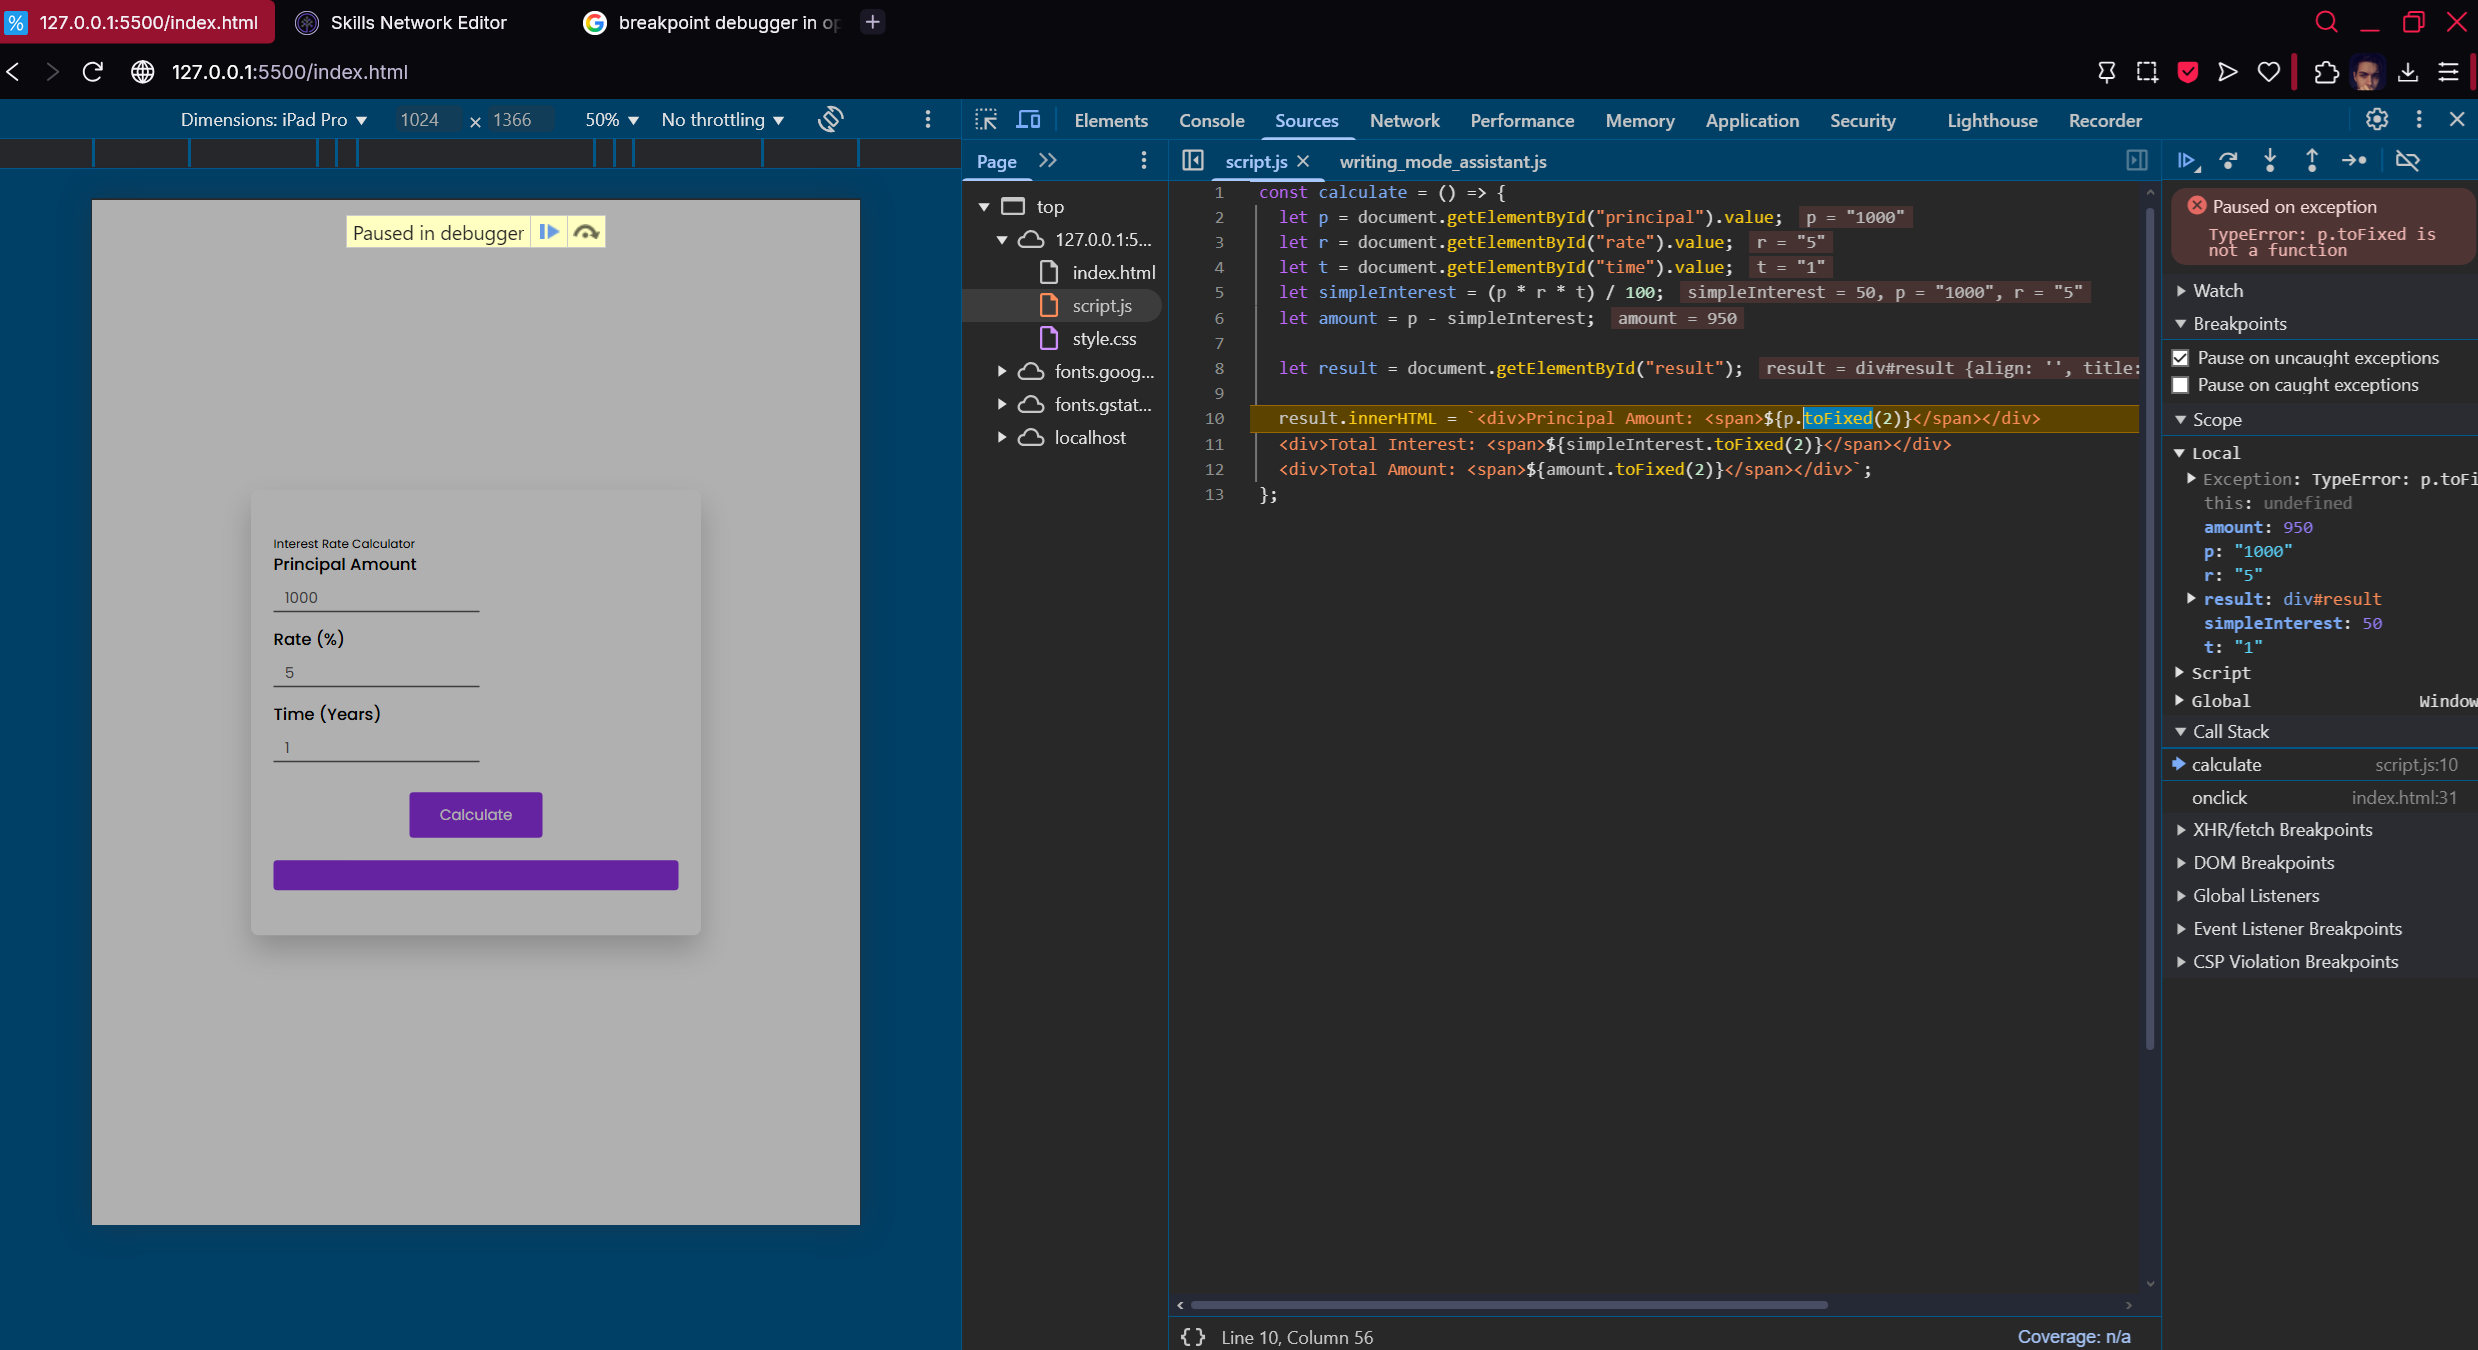 127.0.0.1:5500/index.html
Skills Network Editor
breakpoint debugger in op
127.0.0.1:5500/index.html
Dimensions: iPad Pro
1024 × 1366
50%
No throttling
Elements
Console
Sources
Network
Performance
Memory
Application
Security
Lighthouse
Recorder
Paused in debugger
Interest Rate Calculator
Principal Amount
1000
Rate (%)
5
Time (Years)
1
Calculate
Page
top
127.0.0.1:5...
index.html
script.js
style.css
fonts.goog...
fonts.gstat...
localhost
script.js
writing_mode_assistant.js
1 const calculate = () => {
2 let p = document.getElementById("principal").value; p = "1000"
3 let r = document.getElementById("rate").value; r = "5"
4 let t = document.getElementById("time").value; t = "1"
5 let simpleInterest = (p * r * t) / 100; simpleInterest = 50, p = "1000", r = "5"
6 let amount = p - simpleInterest; amount = 950
7
8 let result = document.getElementById("result"); result = div#result {align: '', title:
9
10 result.innerHTML = `<div>Principal Amount: <span>${p.toFixed(2)}</span></div>
11 <div>Total Interest: <span>${simpleInterest.toFixed(2)}</span></div>
12 <div>Total Amount: <span>${amount.toFixed(2)}</span></div>`;
13 };
{} Line 10, Column 56
Coverage: n/a
Paused on exception
TypeError: p.toFixed is
not a function
Watch
Breakpoints
Pause on uncaught exceptions
Pause on caught exceptions
Scope
Local
Exception: TypeError: p.toFi
this: undefined
amount: 950
p: "1000"
r: "5"
result: div#result
simpleInterest: 50
t: "1"
Script
Global Window
Call Stack
calculate script.js:10
onclick index.html:31
XHR/fetch Breakpoints
DOM Breakpoints
Global Listeners
Event Listener Breakpoints
CSP Violation Breakpoints